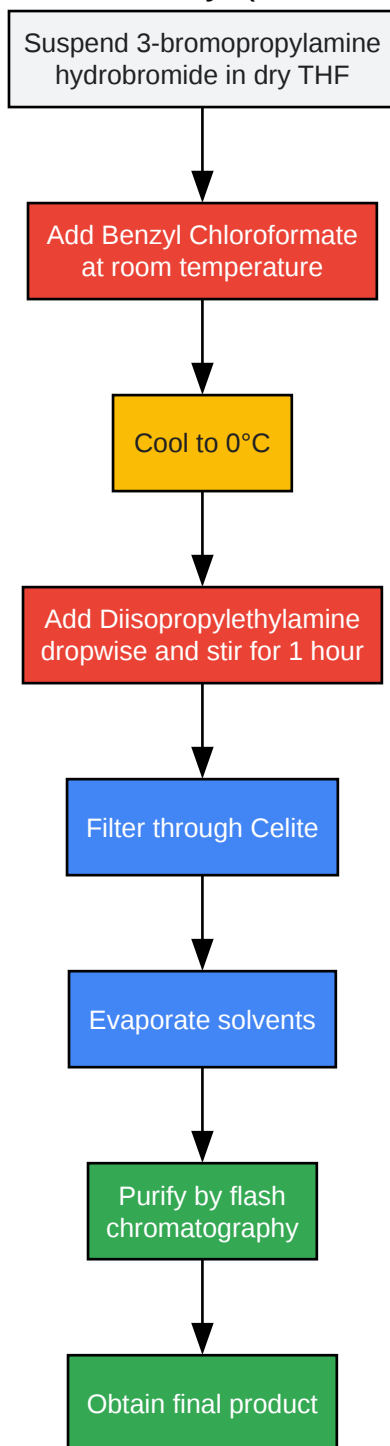 Suspend 3-bromopropylamine
hydrobromide in dry THF
Add Benzyl Chloroformate
at room temperature
Cool to 0°C
Add Diisopropylethylamine
dropwise and stir for 1 hour
Filter through Celite
Evaporate solvents
Purify by flash
chromatography
Obtain final product